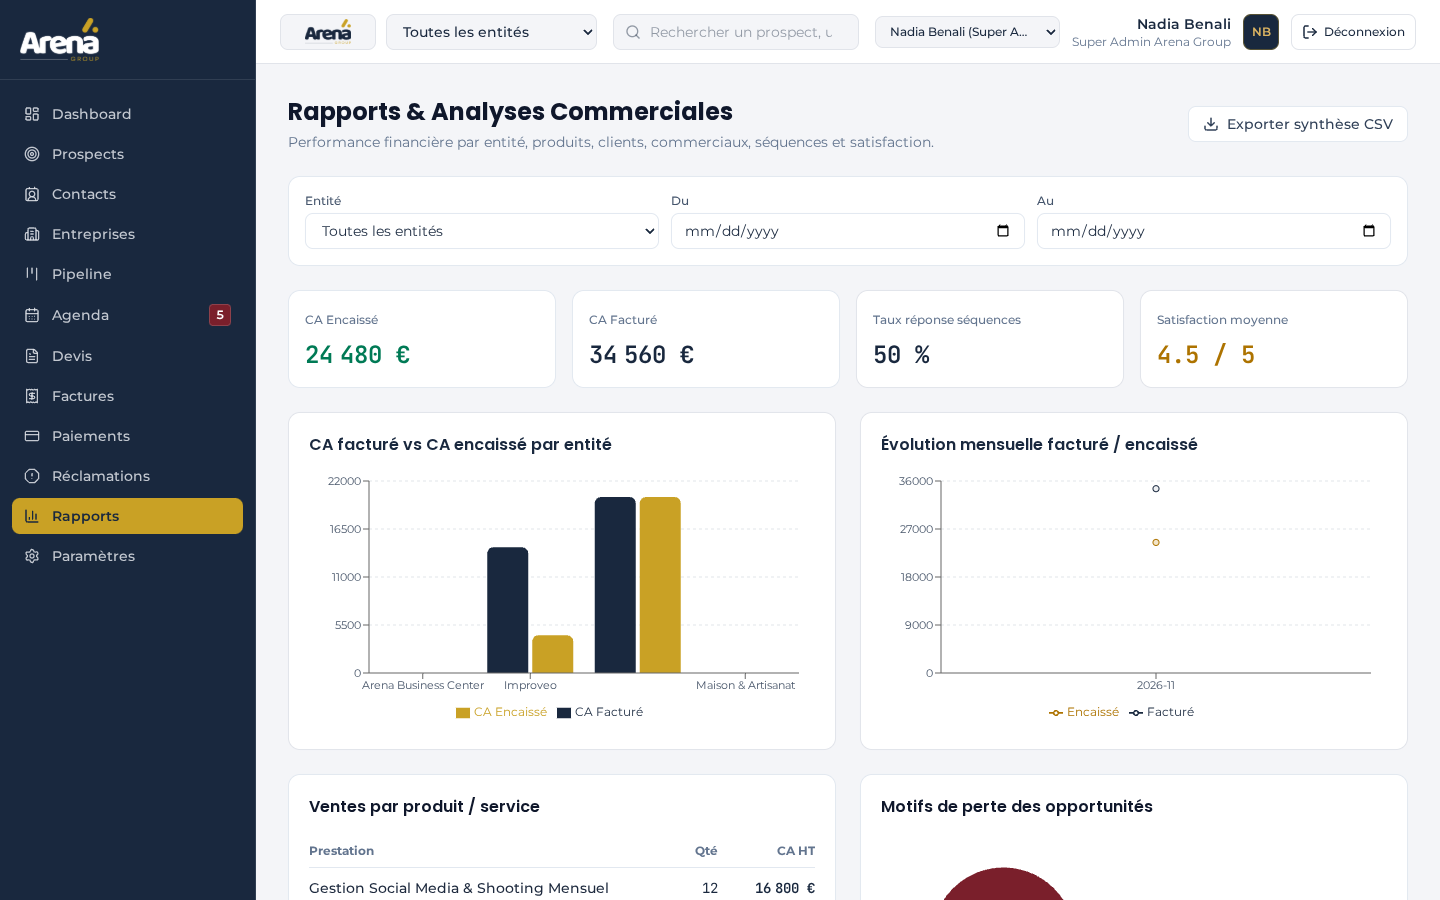 Arena
GROUP
Dashboard
Prospects
Contacts
Entreprises
Pipeline
Agenda 5
Devis
Factures
Paiements
Réclamations
Rapports
Paramètres
Arena Toutes les entités Rechercher un prospect, u Nadia Benali (Super A... Nadia Benali NB Déconnexion
Super Admin Arena Group
Rapports & Analyses Commerciales
Performance financière par entité, produits, clients, commerciaux, séquences et satisfaction.
Exporter synthèse CSV
Entité Du Au
Toutes les entités mm/dd/yyyy mm/dd/yyyy
CA Encaissé CA Facturé Taux réponse séquences Satisfaction moyenne
24 480 € 34 560 € 50 % 4.5 / 5
CA facturé vs CA encaissé par entité
22000
16500
11000
5500
0
Arena Business Center Improveo Maison & Artisanat
CA Encaissé CA Facturé
Évolution mensuelle facturé / encaissé
36000
27000
18000
9000
0
2026-11
Encaissé Facturé
Ventes par produit / service
Prestation Qté CA HT
Gestion Social Media & Shooting Mensuel 12 16 800 €
Motifs de perte des opportunités